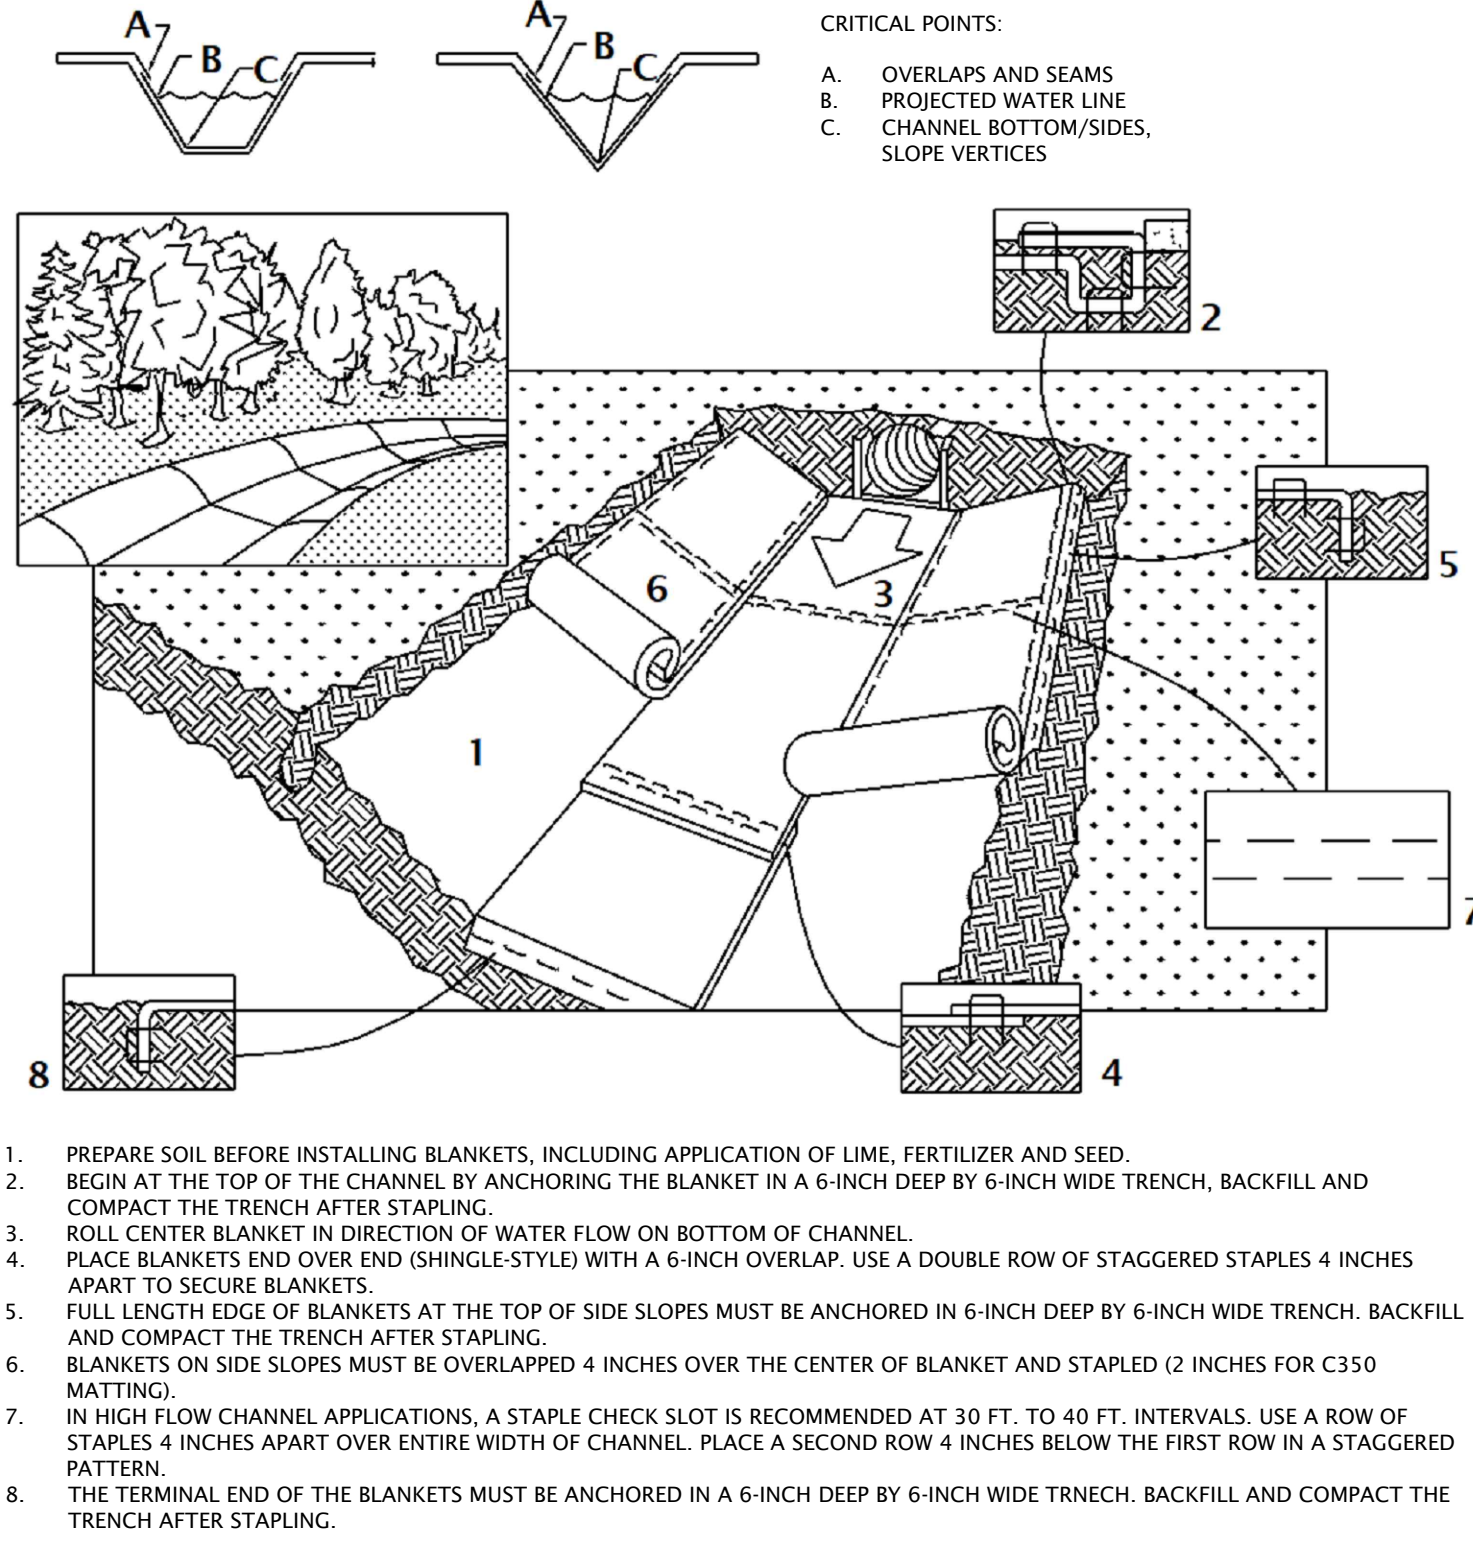 A
B
C
A
B
C
CRITICAL POINTS:
A. OVERLAPS AND SEAMS
B. PROJECTED WATER LINE
C. CHANNEL BOTTOM/SIDES,
SLOPE VERTICES
2
5
6
3
1
7
8
4
1. PREPARE SOIL BEFORE INSTALLING BLANKETS, INCLUDING APPLICATION OF LIME, FERTILIZER AND SEED.
2. BEGIN AT THE TOP OF THE CHANNEL BY ANCHORING THE BLANKET IN A 6-INCH DEEP BY 6-INCH WIDE TRENCH, BACKFILL AND
COMPACT THE TRENCH AFTER STAPLING.
3. ROLL CENTER BLANKET IN DIRECTION OF WATER FLOW ON BOTTOM OF CHANNEL.
4. PLACE BLANKETS END OVER END (SHINGLE-STYLE) WITH A 6-INCH OVERLAP. USE A DOUBLE ROW OF STAGGERED STAPLES 4 INCHES
APART TO SECURE BLANKETS.
5. FULL LENGTH EDGE OF BLANKETS AT THE TOP OF SIDE SLOPES MUST BE ANCHORED IN 6-INCH DEEP BY 6-INCH WIDE TRENCH. BACKFILL
AND COMPACT THE TRENCH AFTER STAPLING.
6. BLANKETS ON SIDE SLOPES MUST BE OVERLAPPED 4 INCHES OVER THE CENTER OF BLANKET AND STAPLED (2 INCHES FOR C350
MATTING).
7. IN HIGH FLOW CHANNEL APPLICATIONS, A STAPLE CHECK SLOT IS RECOMMENDED AT 30 FT. TO 40 FT. INTERVALS. USE A ROW OF
STAPLES 4 INCHES APART OVER ENTIRE WIDTH OF CHANNEL. PLACE A SECOND ROW 4 INCHES BELOW THE FIRST ROW IN A STAGGERED
PATTERN.
8. THE TERMINAL END OF THE BLANKETS MUST BE ANCHORED IN A 6-INCH DEEP BY 6-INCH WIDE TRNECH. BACKFILL AND COMPACT THE
TRENCH AFTER STAPLING.